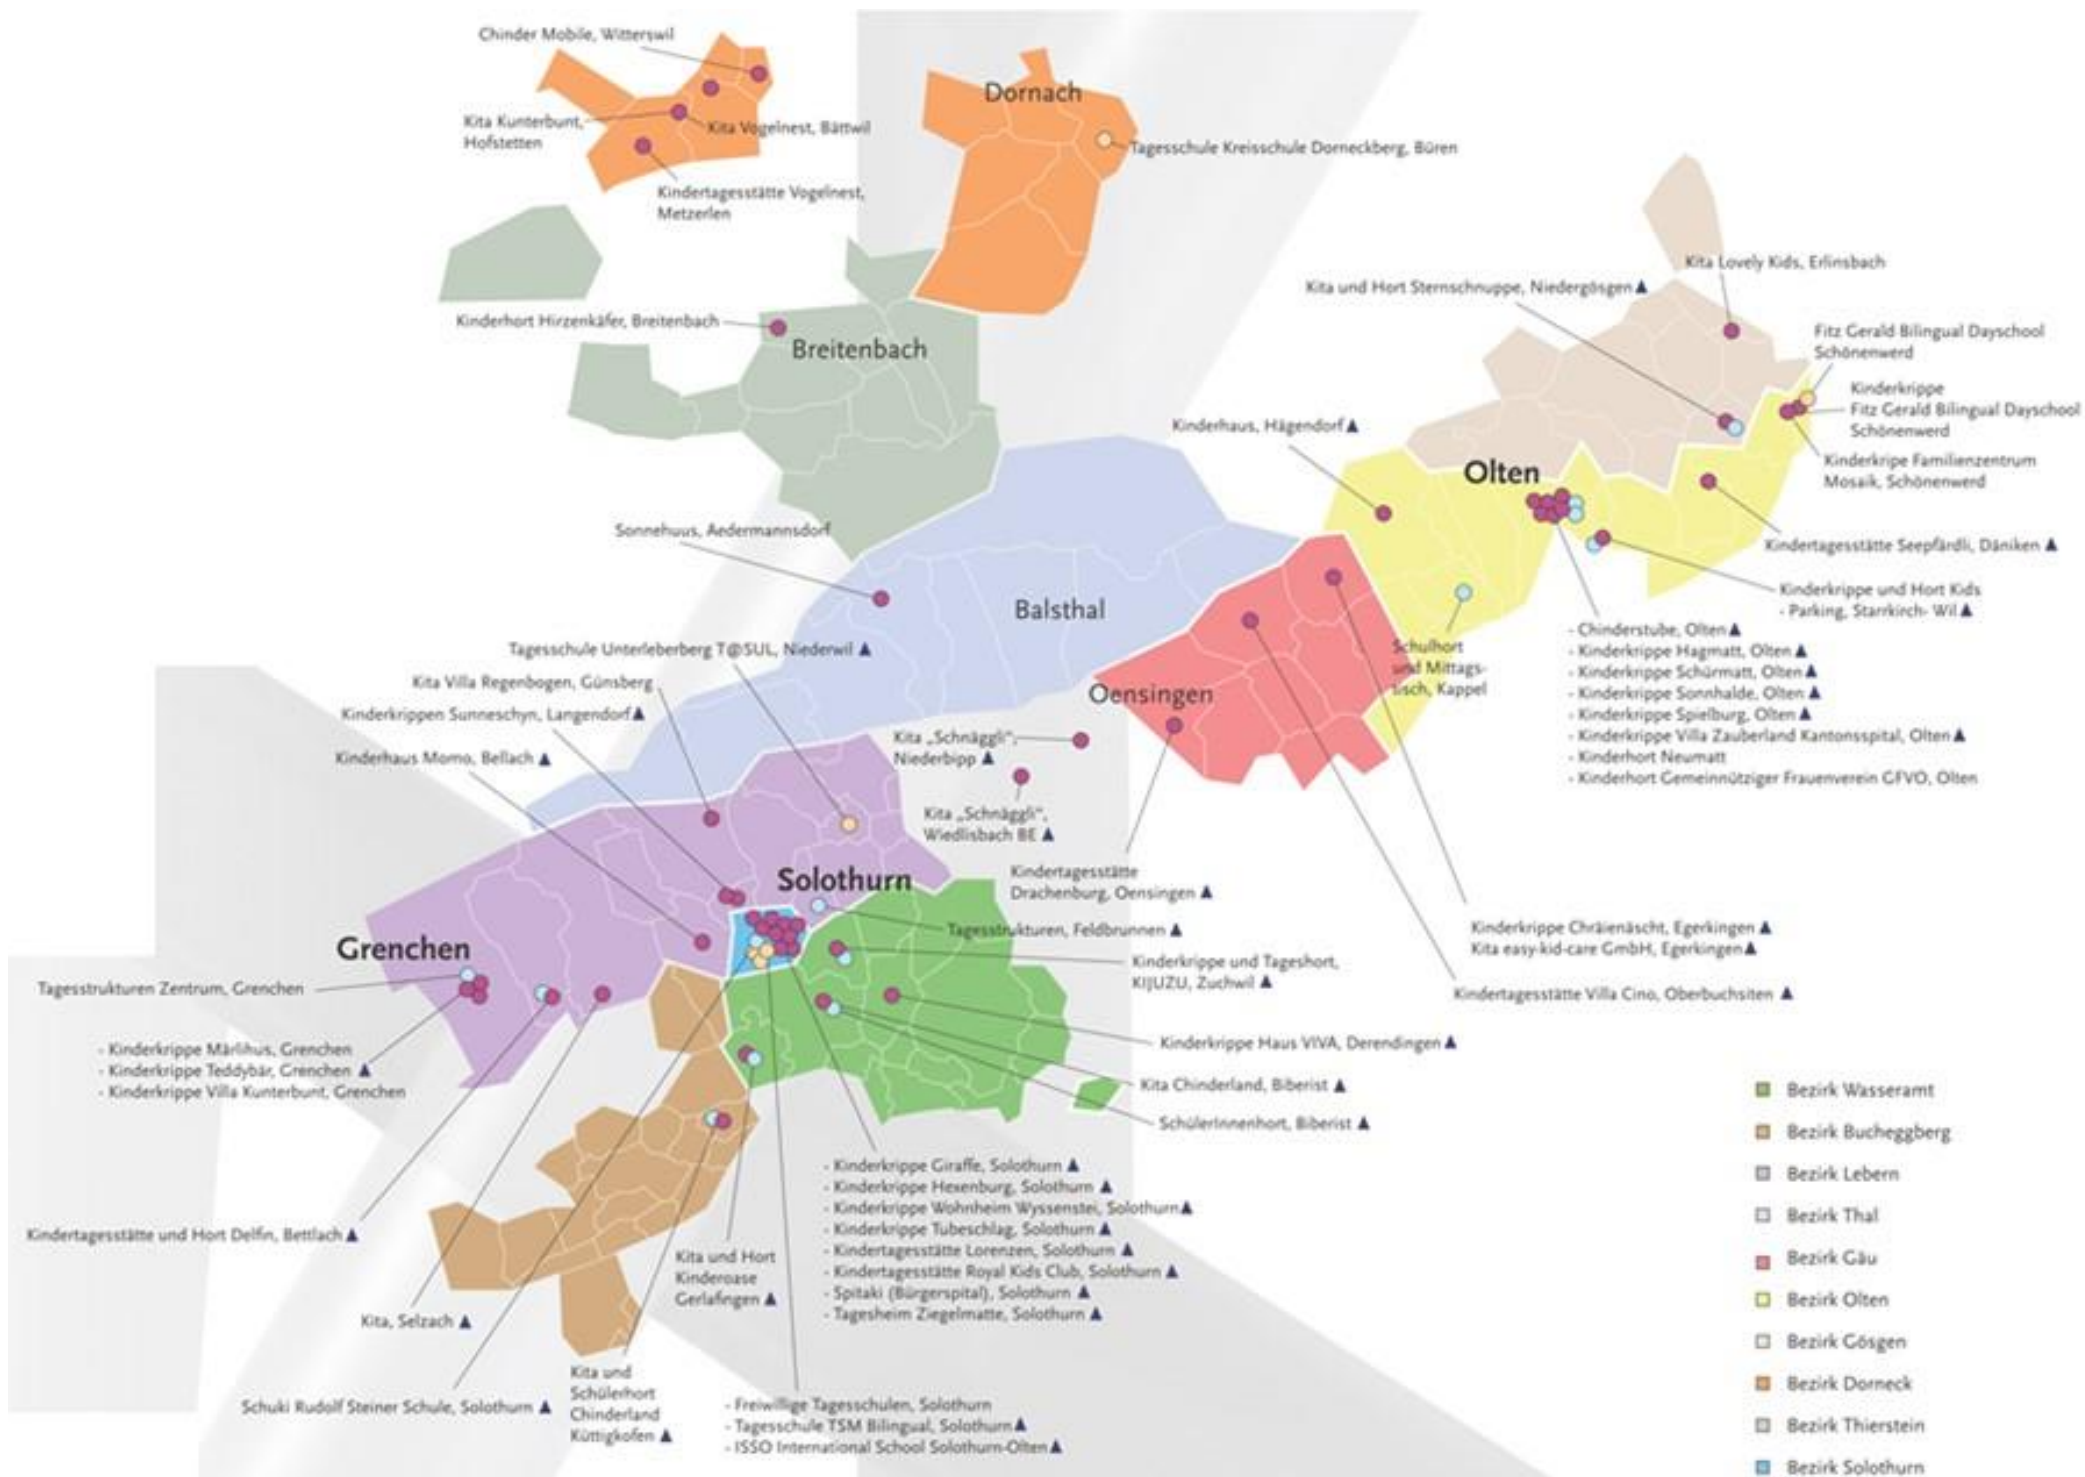 Chinder Mobile, Witterswil
Kita Kunterbunt,
Hofstetten
Kita Vogelnest, Bättwil
Kindertagesstätte Vogelnest,
Metzerlen
Dornach
Tagesschule Kreisschule Dorneckberg, Büren
Kinderhort Hirzenkäfer, Breitenbach
Breitenbach
Kita Lovely Kids, Erlinsbach
Kita und Hort Sternschnuppe, Niedergösgen
Fitz Gerald Bilingual Dayschool
Schönenwerd
Kinderkrippe
Fitz Gerald Bilingual Dayschool
Schönenwerd
Kinderkripe Familienzentrum
Mosaik, Schönenwerd
Kinderhaus, Hägendorf
Olten
Kindertagesstätte Seepfärdli, Däniken
Kinderkrippe und Hort Kids
- Parking, Starrkirch- Wil
- Chinderstube, Olten
- Kinderkrippe Hagmatt, Olten
- Kinderkrippe Schürmatt, Olten
- Kinderkrippe Sonnhalde, Olten
- Kinderkrippe Spielburg, Olten
- Kinderkrippe Villa Zauberland Kantonsspital, Olten
- Kinderhort Neumatt
- Kinderhort Gemeinnütziger Frauenverein GFVO, Olten
Schulhort
und Mittags-
tisch, Kappel
Sonnehuus, Aedermannsdorf
Balsthal
Tagesschule Unterleberberg T@SUL, Niederwil
Kita Villa Regenbogen, Günsberg
Kinderkrippen Sunneschyn, Langendorf
Kinderhaus Momo, Bellach
Oensingen
Kita „Schnäggli“,
Niederbipp
Kita „Schnäggli“,
Wiedlisbach BE
Kindertagesstätte
Drachenburg, Oensingen
Solothurn
Grenchen
Tagesstrukturen, Feldbrunnen
Kinderkrippe und Tageshort,
KIJUZU, Zuchwil
Kinderkrippe Chräienäscht, Egerkingen
Kita easy-kid-care GmbH, Egerkingen
Kindertagesstätte Villa Cino, Oberbuchsiten
Tagesstrukturen Zentrum, Grenchen
- Kinderkrippe Märlihus, Grenchen
- Kinderkrippe Teddybär, Grenchen
- Kinderkrippe Villa Kunterbunt, Grenchen
Kinderkrippe Haus VIVA, Derendingen
Kita Chinderland, Biberist
SchülerInnenhort, Biberist
- Kinderkrippe Giraffe, Solothurn
- Kinderkrippe Hexenburg, Solothurn
- Kinderkrippe Wohnheim Wyssenstei, Solothurn
- Kinderkrippe Tubeschlag, Solothurn
- Kindertagesstätte Lorenzen, Solothurn
- Kindertagesstätte Royal Kids Club, Solothurn
- Spitaki (Bürgerspital), Solothurn
- Tagesheim Ziegelmatte, Solothurn
Kindertagesstätte und Hort Delfin, Bettlach
Kita, Selzach
Kita und Hort
Kinderoase
Gerlafingen
Schuki Rudolf Steiner Schule, Solothurn
Kita und
Schülerhort
Chinderland
Küttigkofen
- Freiwillige Tagesschulen, Solothurn
- Tagesschule TSM Bilingual, Solothurn
- ISSO International School Solothurn-Olten
Bezirk Wasseramt
Bezirk Bucheggberg
Bezirk Lebern
Bezirk Thal
Bezirk Gäu
Bezirk Olten
Bezirk Gösgen
Bezirk Dorneck
Bezirk Thierstein
Bezirk Solothurn